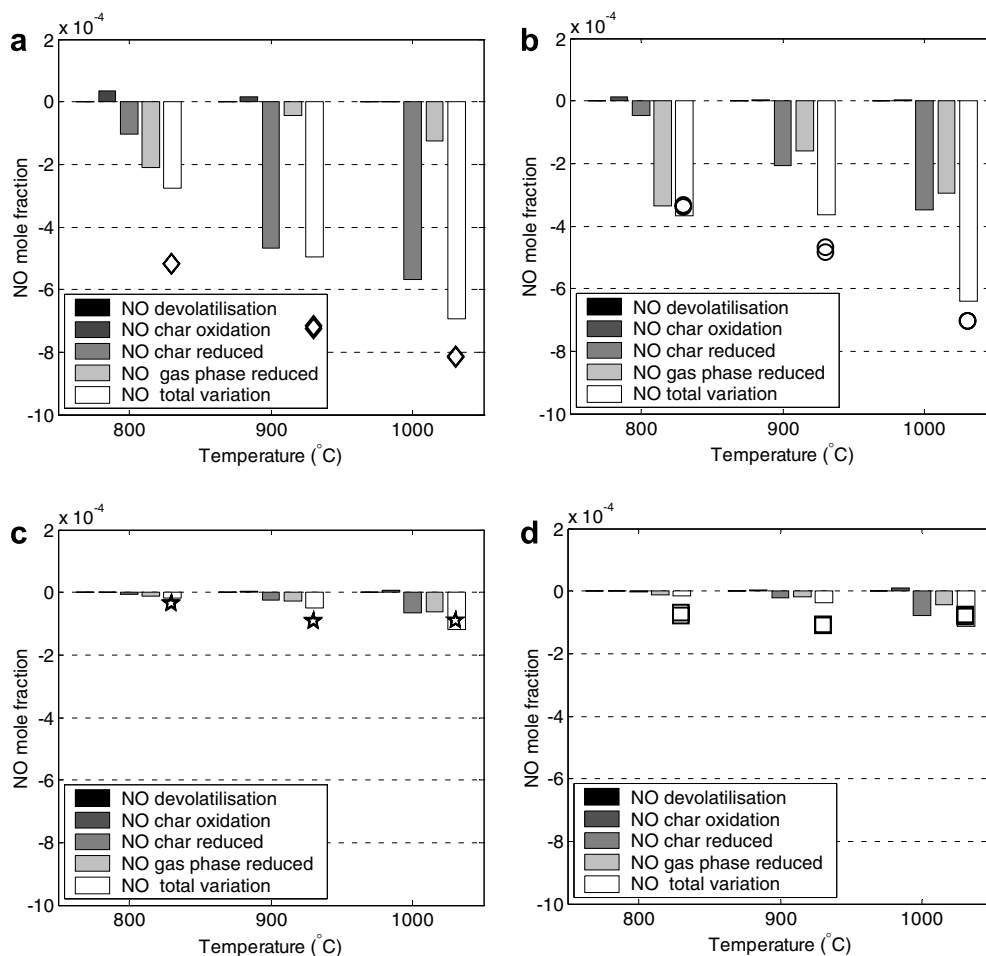 a
x 10⁻⁴
2
0
-2
-4
-6
-8
-10
NO mole fraction
NO devolatilisation
NO char oxidation
NO char reduced
NO gas phase reduced
NO total variation
800 900 1000
Temperature (°C)
b
x 10⁻⁴
2
0
-2
-4
-6
-8
-10
NO mole fraction
NO devolatilisation
NO char oxidation
NO char reduced
NO gas phase reduced
NO total variation
800 900 1000
Temperature (°C)
c
x 10⁻⁴
2
0
-2
-4
-6
-8
-10
NO mole fraction
NO devolatilisation
NO char oxidation
NO char reduced
NO gas phase reduced
NO total variation
800 900 1000
Temperature (°C)
d
x 10⁻⁴
2
0
-2
-4
-6
-8
-10
NO mole fraction
NO devolatilisation
NO char oxidation
NO char reduced
NO gas phase reduced
NO total variation
800 900 1000
Temperature (°C)